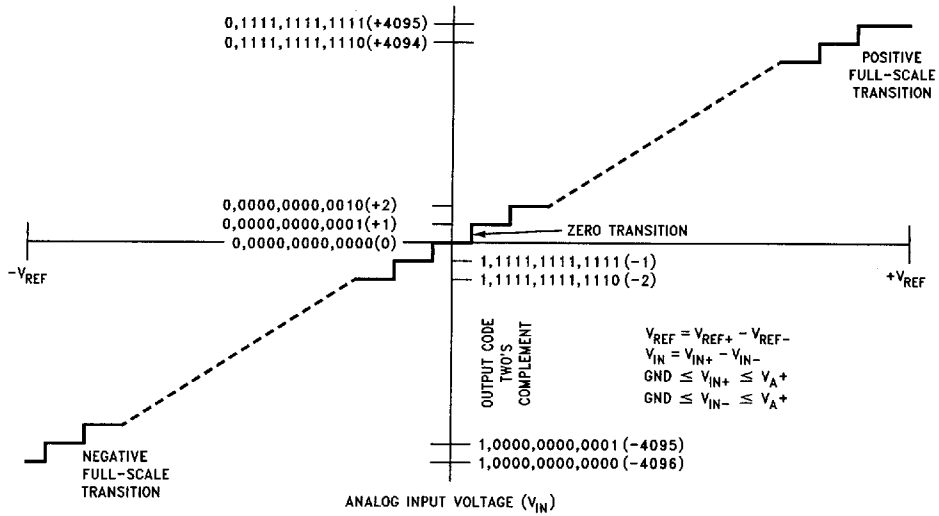 0,1111,1111,1111(+4095)
0,1111,1111,1110(+4094)
POSITIVE
FULL-SCALE
TRANSITION
0,0000,0000,0010(+2)
0,0000,0000,0001(+1)
0,0000,0000,0000(0)
ZERO TRANSITION
-VREF
+VREF
1,1111,1111,1111(-1)
1,1111,1111,1110(-2)
OUTPUT CODE
TWO'S
COMPLEMENT
VREF = VREF+ - VREF-
VIN = VIN+ - VIN-
GND ≤ VIN+ ≤ VA+
GND ≤ VIN- ≤ VA+
1,0000,0000,0001(-4095)
1,0000,0000,0000(-4096)
NEGATIVE
FULL-SCALE
TRANSITION
ANALOG INPUT VOLTAGE (VIN)